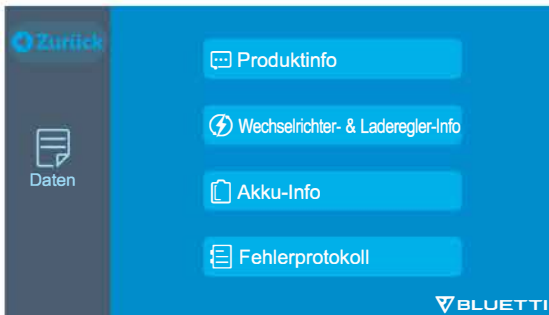 Zurück
Produktinfo
Wechselrichter- & Laderegler-Info
Daten
Akku-Info
Fehlerprotokoll
BLUETTI